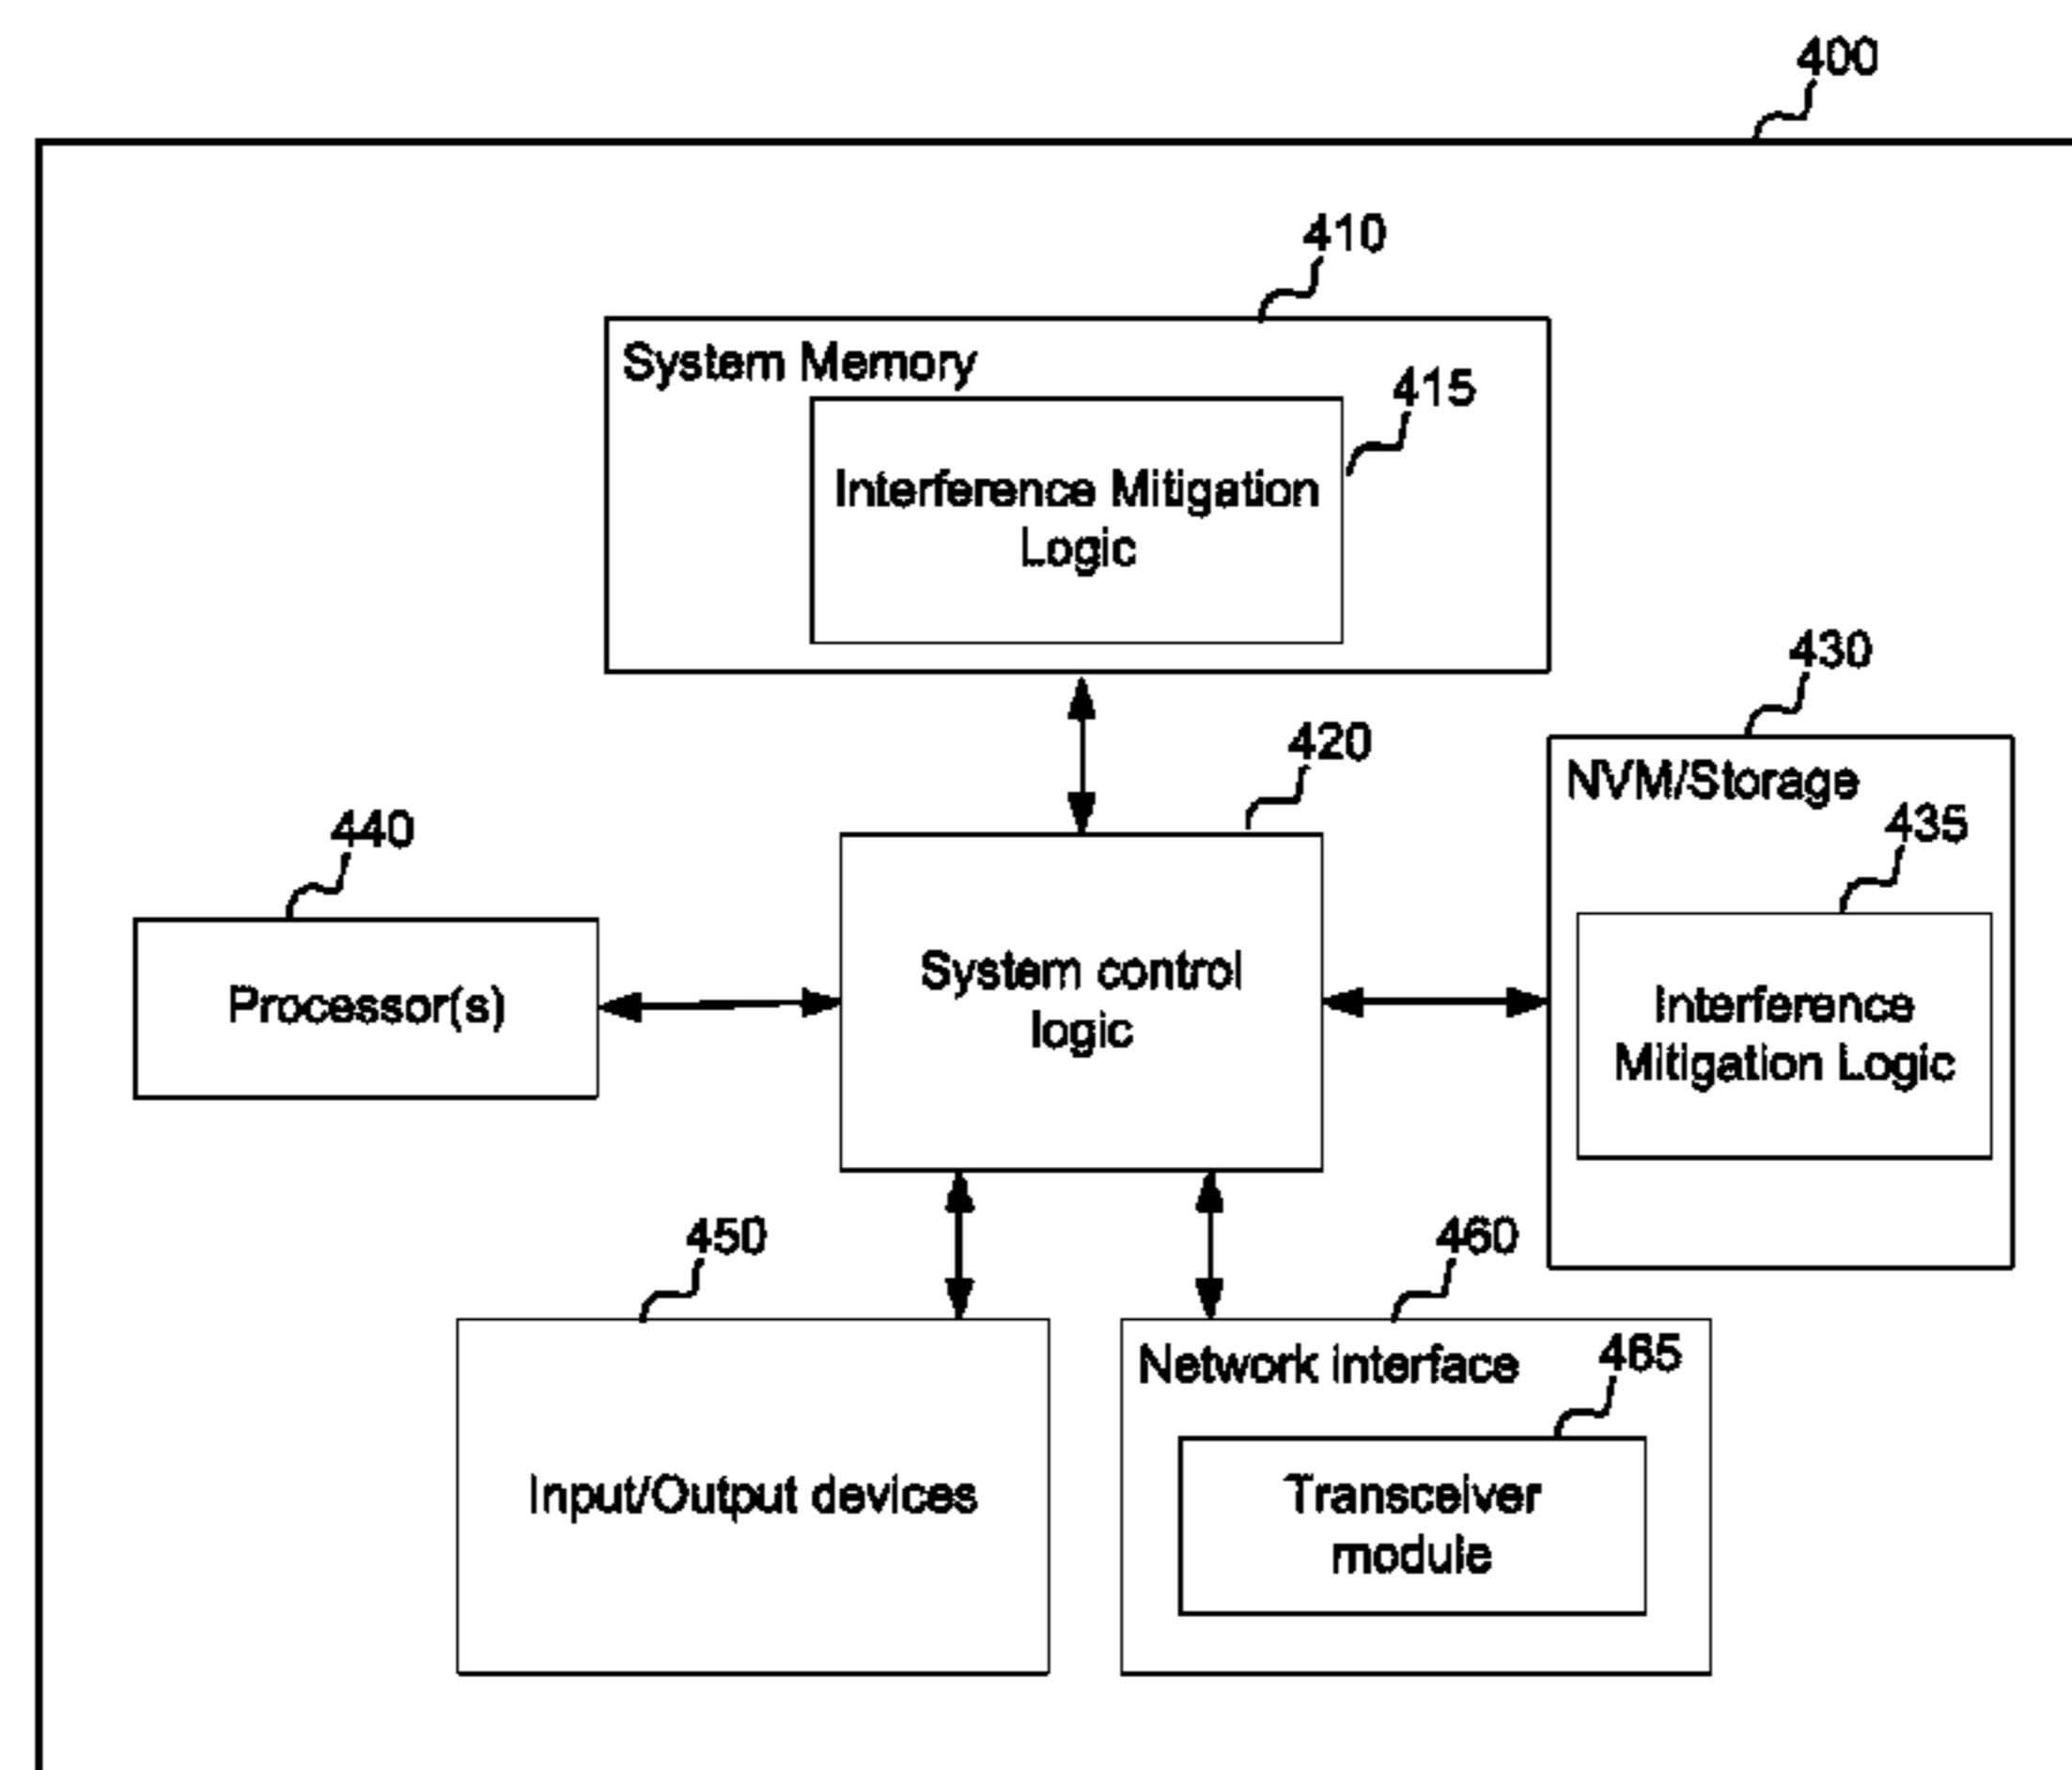 400
410
System Memory
415
Interference Mitigation
Logic
430
420
NVM/Storage
435
440
System control
logic
Processor(s)
Interference
Mitigation Logic
450
460
Network interface
465
Input/Output devices
Transceiver
module